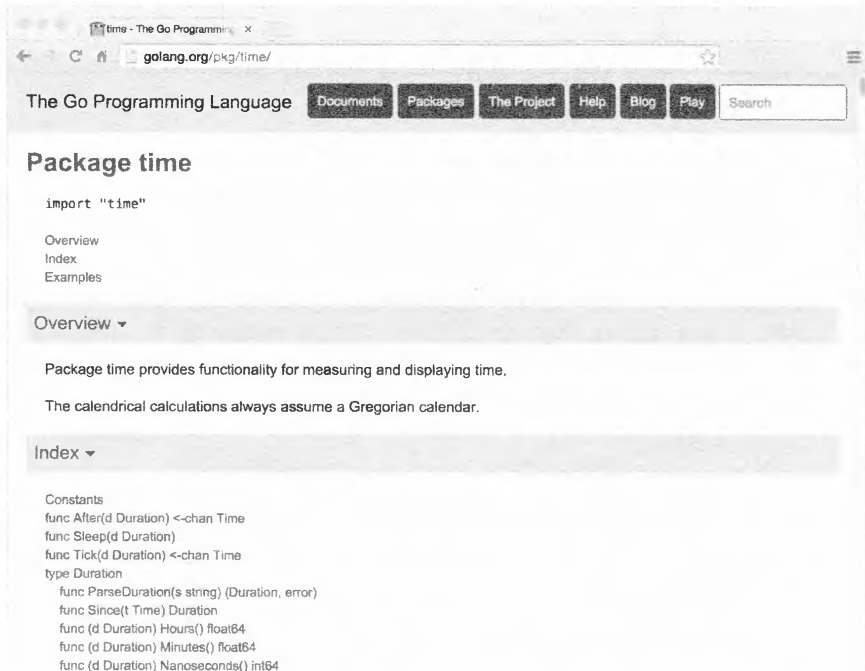 time - The Go Programming
golang.org/pkg/time/
The Go Programming Language Documents Packages The Project Help Blog Play Search
Package time
import "time"
Overview
Index
Examples
Overview
Package time provides functionality for measuring and displaying time.
The calendrical calculations always assume a Gregorian calendar.
Index
Constants
func After(d Duration) <-chan Time
func Sleep(d Duration)
func Tick(d Duration) <-chan Time
type Duration
func ParseDuration(s string) (Duration, error)
func Since(t Time) Duration
func (d Duration) Hours() float64
func (d Duration) Minutes() float64
func (d Duration) Nanoseconds() int64